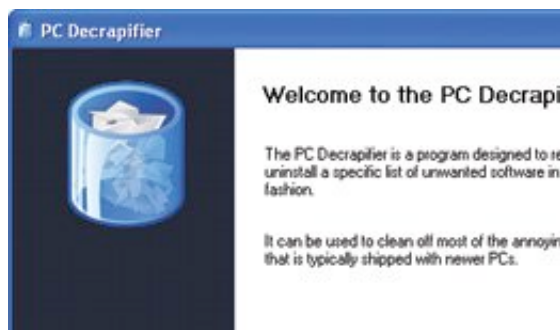 PC Decrapifier
Welcome to the PC Decrapi
The PC Decrapifier is a program designed to re
uninstall a specific list of unwanted software in
fashion.
It can be used to clean off most of the annoyin
that is typically shipped with newer PCs.